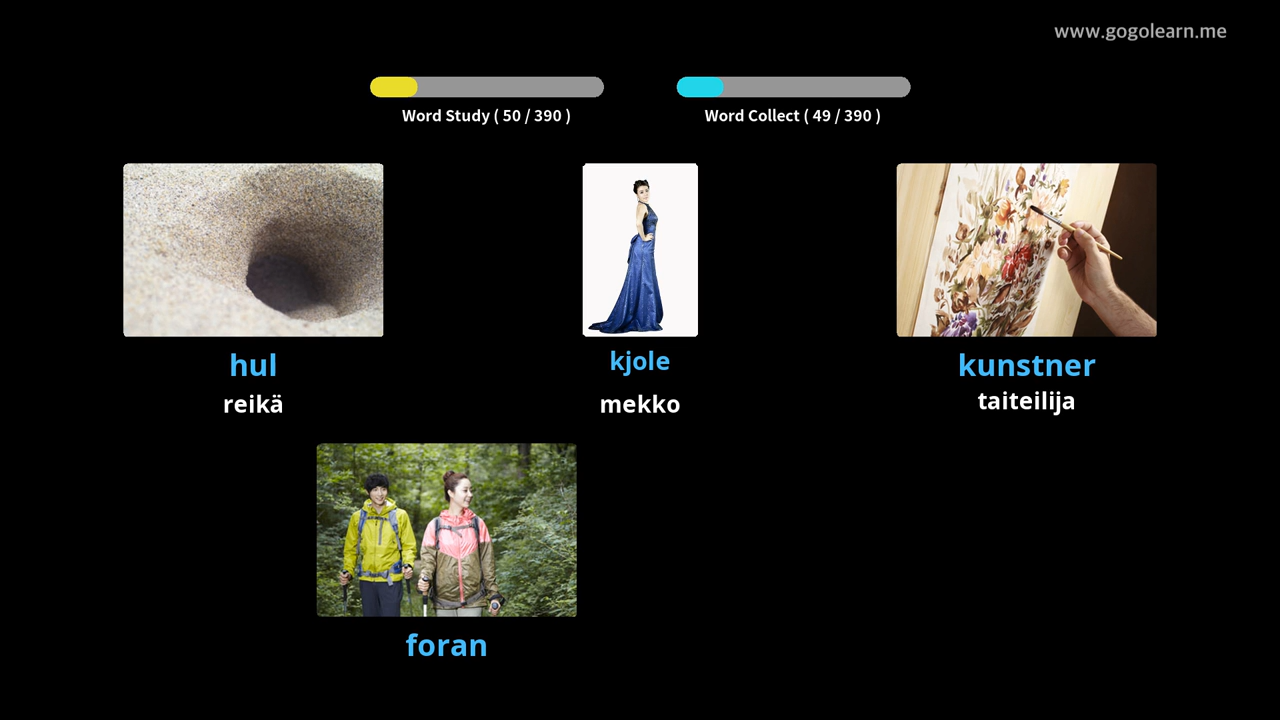 www.gogolearn.me
Word Study ( 50 / 390 )
Word Collect ( 49 / 390 )
hul
kjole
kunstner
reikä
mekko
taiteilija
foran